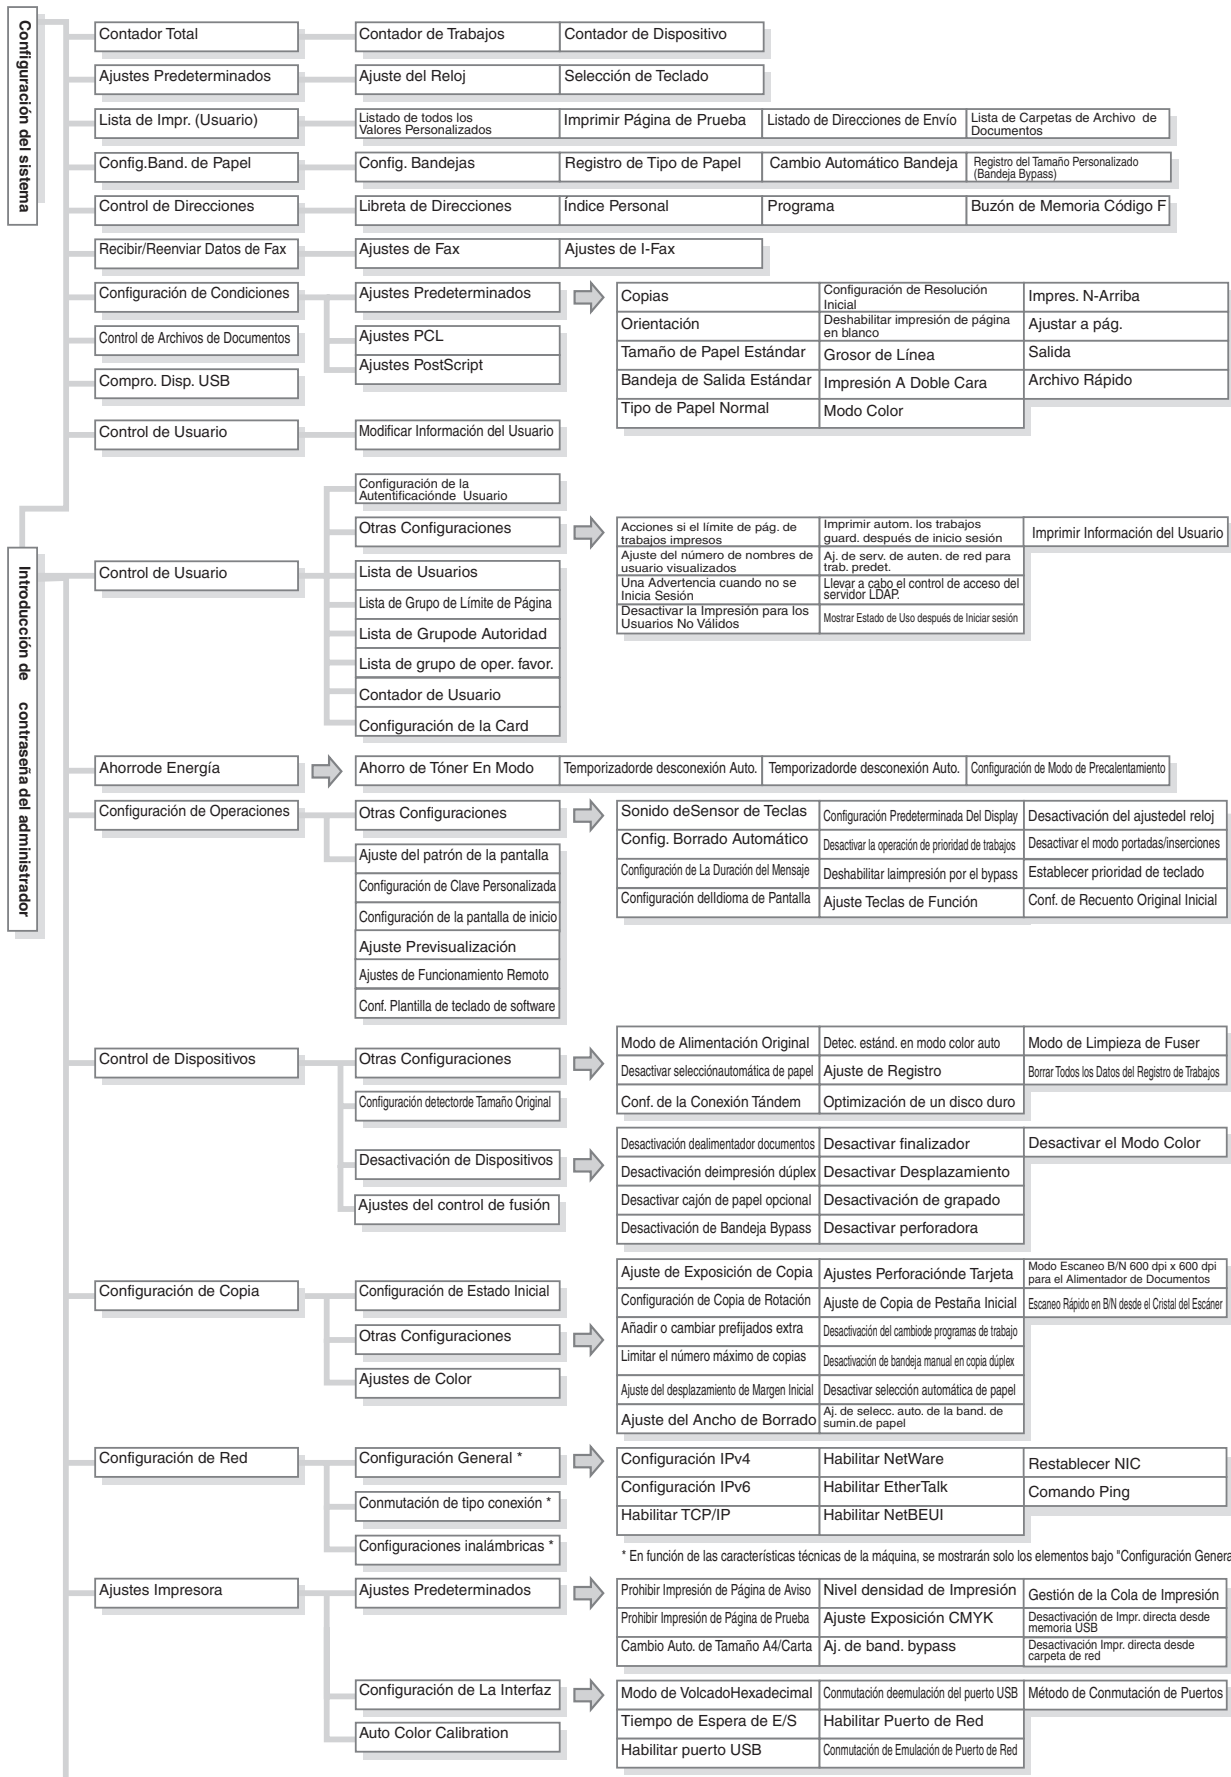 Configuración del sistema
Contador Total
Contador de Trabajos
Contador de Dispositivo
Ajustes Predeterminados
Ajuste del Reloj
Selección de Teclado
Lista de Impr. (Usuario)
Listado de todos los
Valores Personalizados
Imprimir Página de Prueba
Listado de Direcciones de Envío
Lista de Carpetas de Archivo de
Documentos
Config.Band. de Papel
Config. Bandejas
Registro de Tipo de Papel
Cambio Automático Bandeja
Registro del Tamaño Personalizado
(Bandeja Bypass)
Control de Direcciones
Libreta de Direcciones
Índice Personal
Programa
Buzón de Memoria Código F
Recibir/Reenviar Datos de Fax
Ajustes de Fax
Ajustes de I-Fax
Configuración de Condiciones
Control de Archivos de Documentos
Compro. Disp. USB
Ajustes Predeterminados
Ajustes PCL
Ajustes PostScript
Copias
Configuración de Resolución
Inicial
Impres. N-Arriba
Orientación
Deshabilitar impresión de página
en blanco
Ajustar a pág.
Tamaño de Papel Estándar
Grosor de Línea
Salida
Bandeja de Salida Estándar
Impresión A Doble Cara
Archivo Rápido
Tipo de Papel Normal
Modo Color
Control de Usuario
Modificar Información del Usuario
Introducción de contraseña del administrador
Control de Usuario
Configuración de la
Autentificaciónde Usuario
Otras Configuraciones
Lista de Usuarios
Lista de Grupo de Límite de Página
Lista de Grupode Autoridad
Lista de grupo de oper. favor.
Contador de Usuario
Configuración de la Card
Acciones si el límite de pág. de
trabajos impresos
Imprimir autom. los trabajos
guard. después de inicio sesión
Imprimir Información del Usuario
Ajuste del número de nombres de
usuario visualizados
Aj. de serv. de auten. de red para
trab. predet.
Una Advertencia cuando no se
Inicia Sesión
Llevar a cabo el control de acceso del
servidor LDAP.
Desactivar la Impresión para los
Usuarios No Válidos
Mostrar Estado de Uso después de Iniciar sesión
Ahorrode Energía
Ahorro de Tóner En Modo
Temporizadorde desconexión Auto.
Temporizadorde desconexión Auto.
Configuración de Modo de Precalentamiento
Configuración de Operaciones
Otras Configuraciones
Ajuste del patrón de la pantalla
Configuración de Clave Personalizada
Configuración de la pantalla de inicio
Ajuste Previsualización
Ajustes de Funcionamiento Remoto
Conf. Plantilla de teclado de software
Sonido deSensor de Teclas
Configuración Predeterminada Del Display
Desactivación del ajustedel reloj
Config. Borrado Automático
Desactivar la operación de prioridad de trabajos
Desactivar el modo portadas/inserciones
Configuración de La Duración del Mensaje
Deshabilitar laimpresión por el bypass
Establecer prioridad de teclado
Configuración delIdioma de Pantalla
Ajuste Teclas de Función
Conf. de Recuento Original Inicial
Control de Dispositivos
Otras Configuraciones
Configuración detectorde Tamaño Original
Desactivación de Dispositivos
Ajustes del control de fusión
Modo de Alimentación Original
Detec. estánd. en modo color auto
Modo de Limpieza de Fuser
Desactivar selecciónautomática de papel
Ajuste de Registro
Borrar Todos los Datos del Registro de Trabajos
Conf. de la Conexión Tándem
Optimización de un disco duro
Desactivación dealimentador documentos
Desactivar finalizador
Desactivar el Modo Color
Desactivación deimpresión dúplex
Desactivar Desplazamiento
Desactivar cajón de papel opcional
Desactivación de grapado
Desactivación de Bandeja Bypass
Desactivar perforadora
Configuración de Copia
Configuración de Estado Inicial
Otras Configuraciones
Ajustes de Color
Ajuste de Exposición de Copia
Ajustes Perforaciónde Tarjeta
Modo Escaneo B/N 600 dpi x 600 dpi
para el Alimentador de Documentos
Configuración de Copia de Rotación
Ajuste de Copia de Pestaña Inicial
Escaneo Rápido en B/N desde el Cristal del Escáner
Añadir o cambiar prefijados extra
Desactivación del cambiode programas de trabajo
Limitar el número máximo de copias
Desactivación de bandeja manual en copia dúplex
Ajuste del desplazamiento de Margen Inicial
Desactivar selección automática de papel
Ajuste del Ancho de Borrado
Aj. de selecc. auto. de la band. de
sumin.de papel
Configuración de Red
Configuración General *
Conmutación de tipo conexión *
Configuraciones inalámbricas *
Configuración IPv4
Habilitar NetWare
Restablecer NIC
Configuración IPv6
Habilitar EtherTalk
Comando Ping
Habilitar TCP/IP
Habilitar NetBEUI
* En función de las características técnicas de la máquina, se mostrarán solo los elementos bajo "Configuración Genera
Ajustes Impresora
Ajustes Predeterminados
Configuración de La Interfaz
Auto Color Calibration
Prohibir Impresión de Página de Aviso
Nivel densidad de Impresión
Gestión de la Cola de Impresión
Prohibir Impresión de Página de Prueba
Ajuste Exposición CMYK
Desactivación de Impr. directa desde
memoria USB
Cambio Auto. de Tamaño A4/Carta
Aj. de band. bypass
Desactivación Impr. directa desde
carpeta de red
Modo de VolcadoHexadecimal
Conmutación deemulación del puerto USB
Método de Conmutación de Puertos
Tiempo de Espera de E/S
Habilitar Puerto de Red
Habilitar puerto USB
Conmutación de Emulación de Puerto de Red